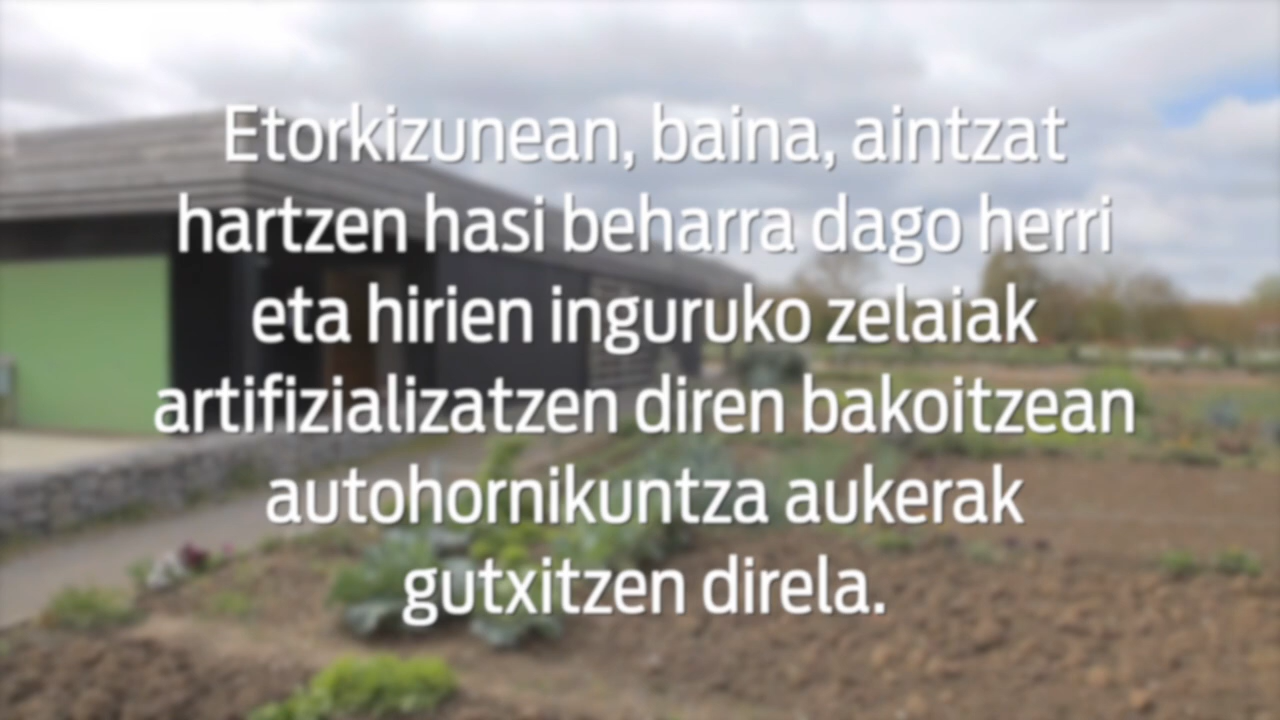 Etorkizunean, baina, aintzat
hartzen hasi beharra dago herri
eta hirien inguruko zelaiak
artifizializatzen diren bakoitzean
autohornikuntza aukerak
gutxitzen direla.